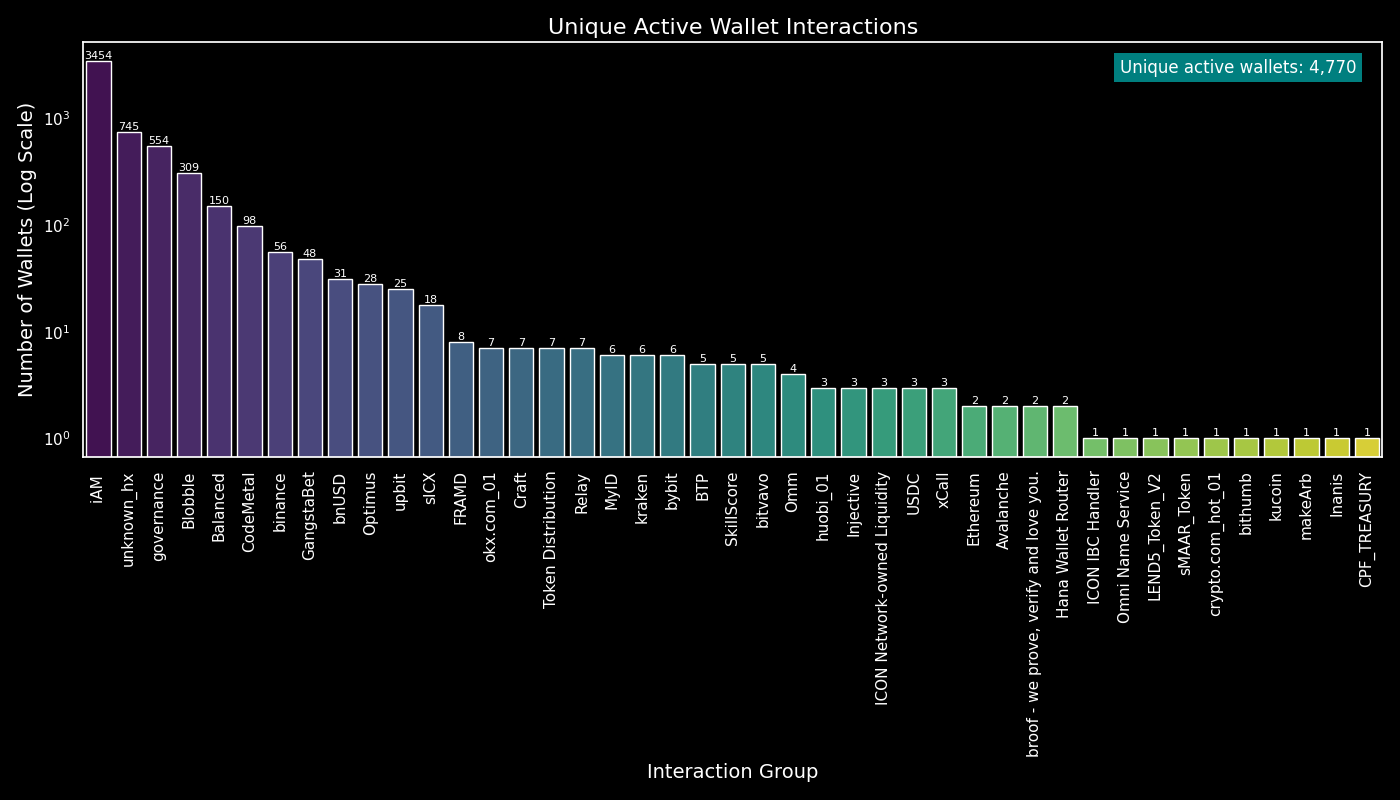 Unique Active Wallet Interactions
Unique active wallets: 4,770
Number of Wallets (Log Scale)
10³
10²
10¹
10⁰
3454
745
554
309
150
98
56
48
31
28
25
18
8
7
7
7
7
6
6
6
5
5
5
4
3
3
3
3
3
2
2
2
2
1
1
1
1
1
1
1
1
1
1
iAM
unknown_hx
governance
Blobble
Balanced
CodeMetal
binance
GangstaBet
bnUSD
Optimus
upbit
sICX
FRAMD
okx.com_01
Craft
Token Distribution
Relay
MyID
kraken
bybit
BTP
SkillScore
bitvavo
Omm
huobi_01
Injective
ICON Network-owned Liquidity
USDC
xCall
Ethereum
Avalanche
broof - we prove, verify and love you.
Hana Wallet Router
ICON IBC Handler
Omni Name Service
LEND5_Token_V2
sMAAR_Token
crypto.com_hot_01
bithumb
kucoin
makeArb
Inanis
CPF_TREASURY
Interaction Group